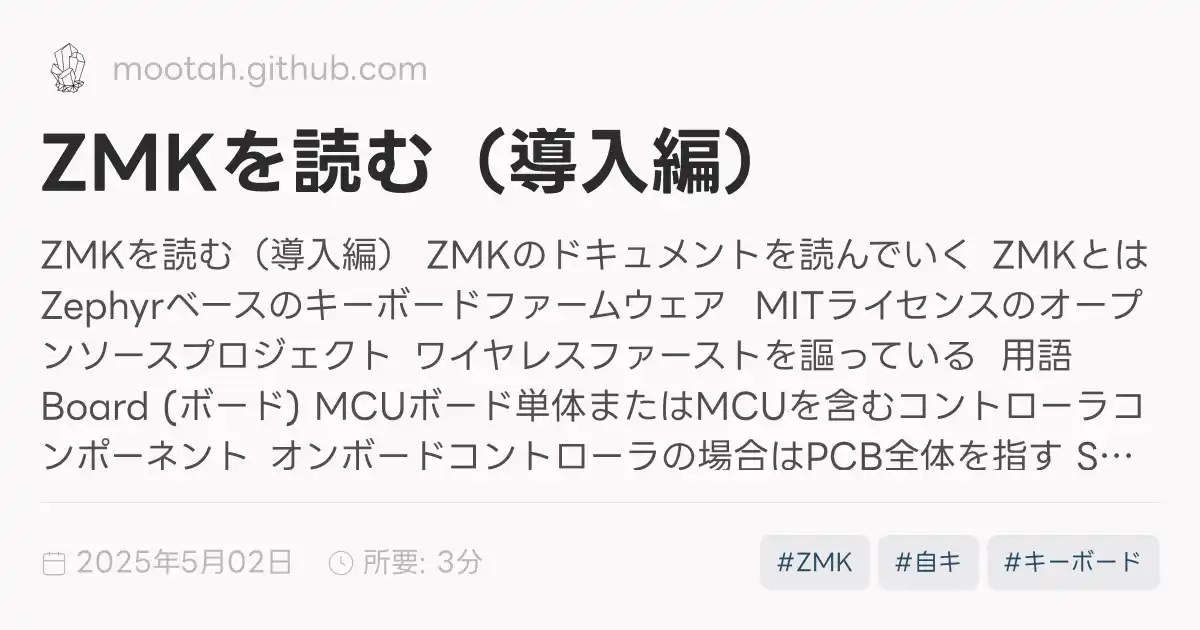 mootah.github.com
ZMKを読む（導入編）
ZMKを読む（導入編） ZMKのドキュメントを読んでいく ZMKとは
Zephyrベースのキーボードファームウェア MITライセンスのオープ
ンソースプロジェクト ワイヤレスファーストを謳っている 用語
Board (ボード) MCUボード単体またはMCUを含むコントローラコ
ンポーネント オンボードコントローラの場合はPCB全体を指す S…
2025年5月02日 所要: 3分
#ZMK #自キ #キーボード